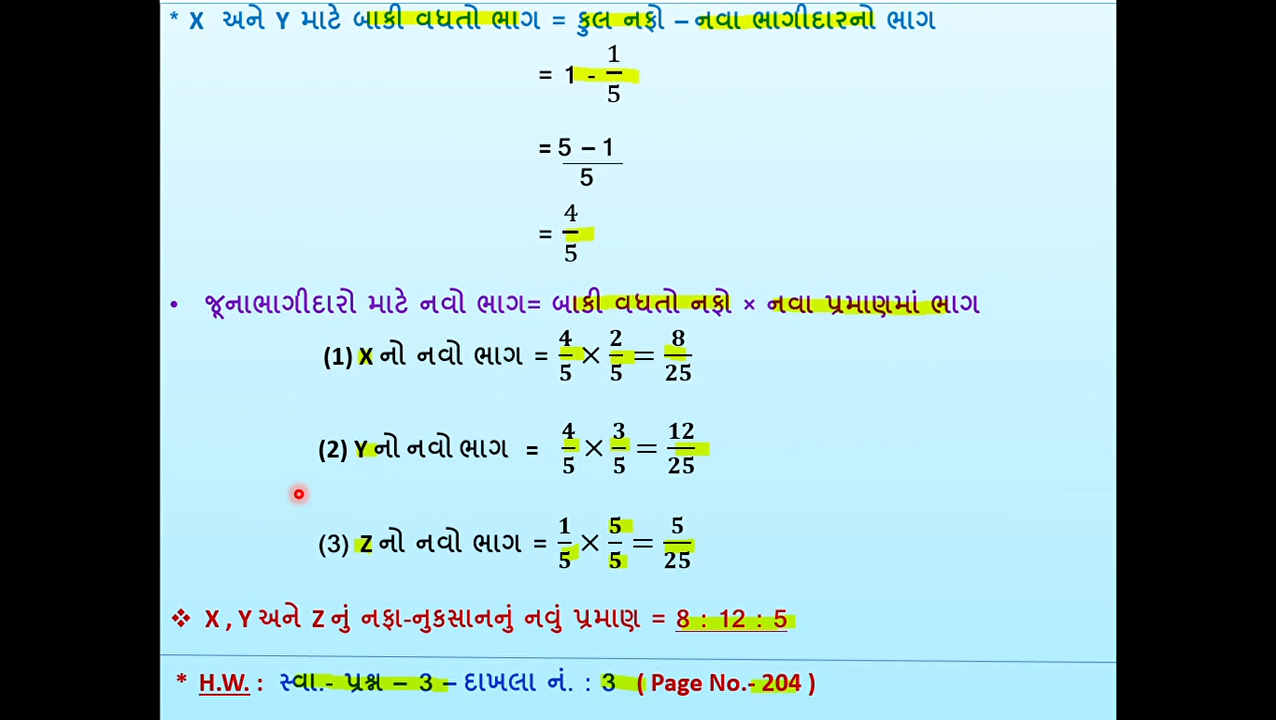 * X અને Y માટે બાકી વધતો ભાગ = કુલ નફો – નવા ભાગીદારનો ભાગ
= 1 - 1/5
= 5 – 1 / 5
= 4/5
• જૂનાભાગીદારો માટે નવો ભાગ= બાકી વધતો નફો × નવા પ્રમાણમાં ભાગ
(1) X નો નવો ભાગ = 4/5 × 2/5 = 8/25
(2) Y નો નવો ભાગ = 4/5 × 3/5 = 12/25
(3) Z નો નવો ભાગ = 1/5 × 5/5 = 5/25
❖ X , Y અને Z નું નફા-નુકસાનનું નવું પ્રમાણ = 8 : 12 : 5
* H.W. : સ્વા.- પ્રશ્ન – 3 – દાખલા નં. : 3 ( Page No.- 204 )